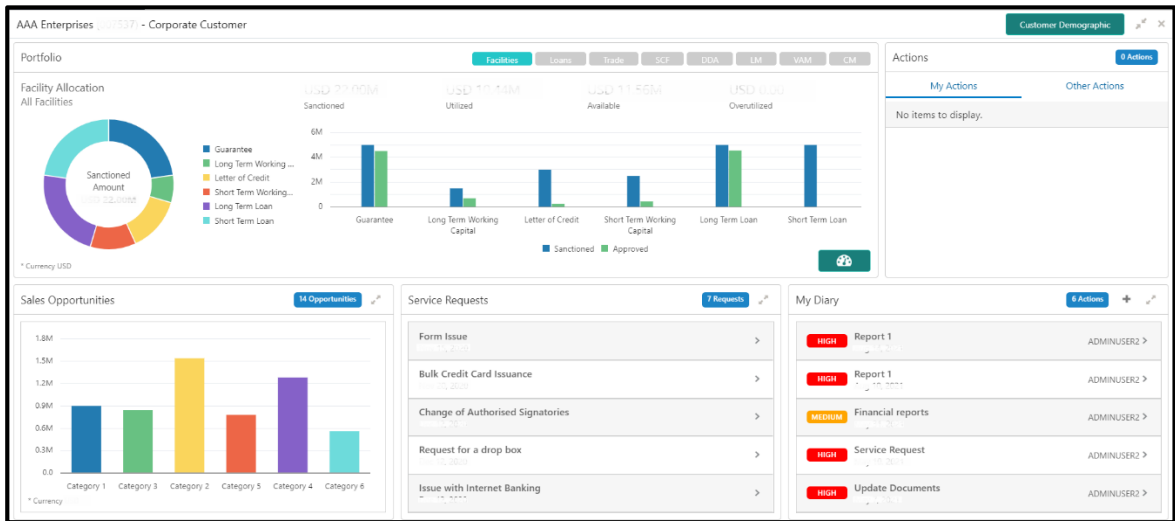 AAA Enterprises - Corporate Customer
Customer Demographic
Portfolio
Facilities Loans Trade SCF DDA LM VAM CM
Facility Allocation
All Facilities
Sanctioned Utilized Available Overutilized
Sanctioned
Amount
Guarantee
Long Term Working ...
Letter of Credit
Short Term Working...
Long Term Loan
Short Term Loan
* Currency USD
6M
4M
2M
0
Guarantee Long Term Working Capital Letter of Credit Short Term Working Capital Long Term Loan Short Term Loan
Sanctioned Approved
Actions
0 Actions
My Actions Other Actions
No items to display.
Sales Opportunities
14 Opportunities
1.8M
1.5M
1.2M
0.9M
0.6M
0.3M
0.0
Category 1 Category 3 Category 2 Category 5 Category 4 Category 6
* Currency
Service Requests
7 Requests
Form Issue
Bulk Credit Card Issuance
Change of Authorised Signatories
Request for a drop box
Issue with Internet Banking
My Diary
6 Actions +
HIGH Report 1 ADMINUSER2
HIGH Report 1 ADMINUSER2
MEDIUM Financial reports ADMINUSER2
HIGH Service Request ADMINUSER2
HIGH Update Documents ADMINUSER2